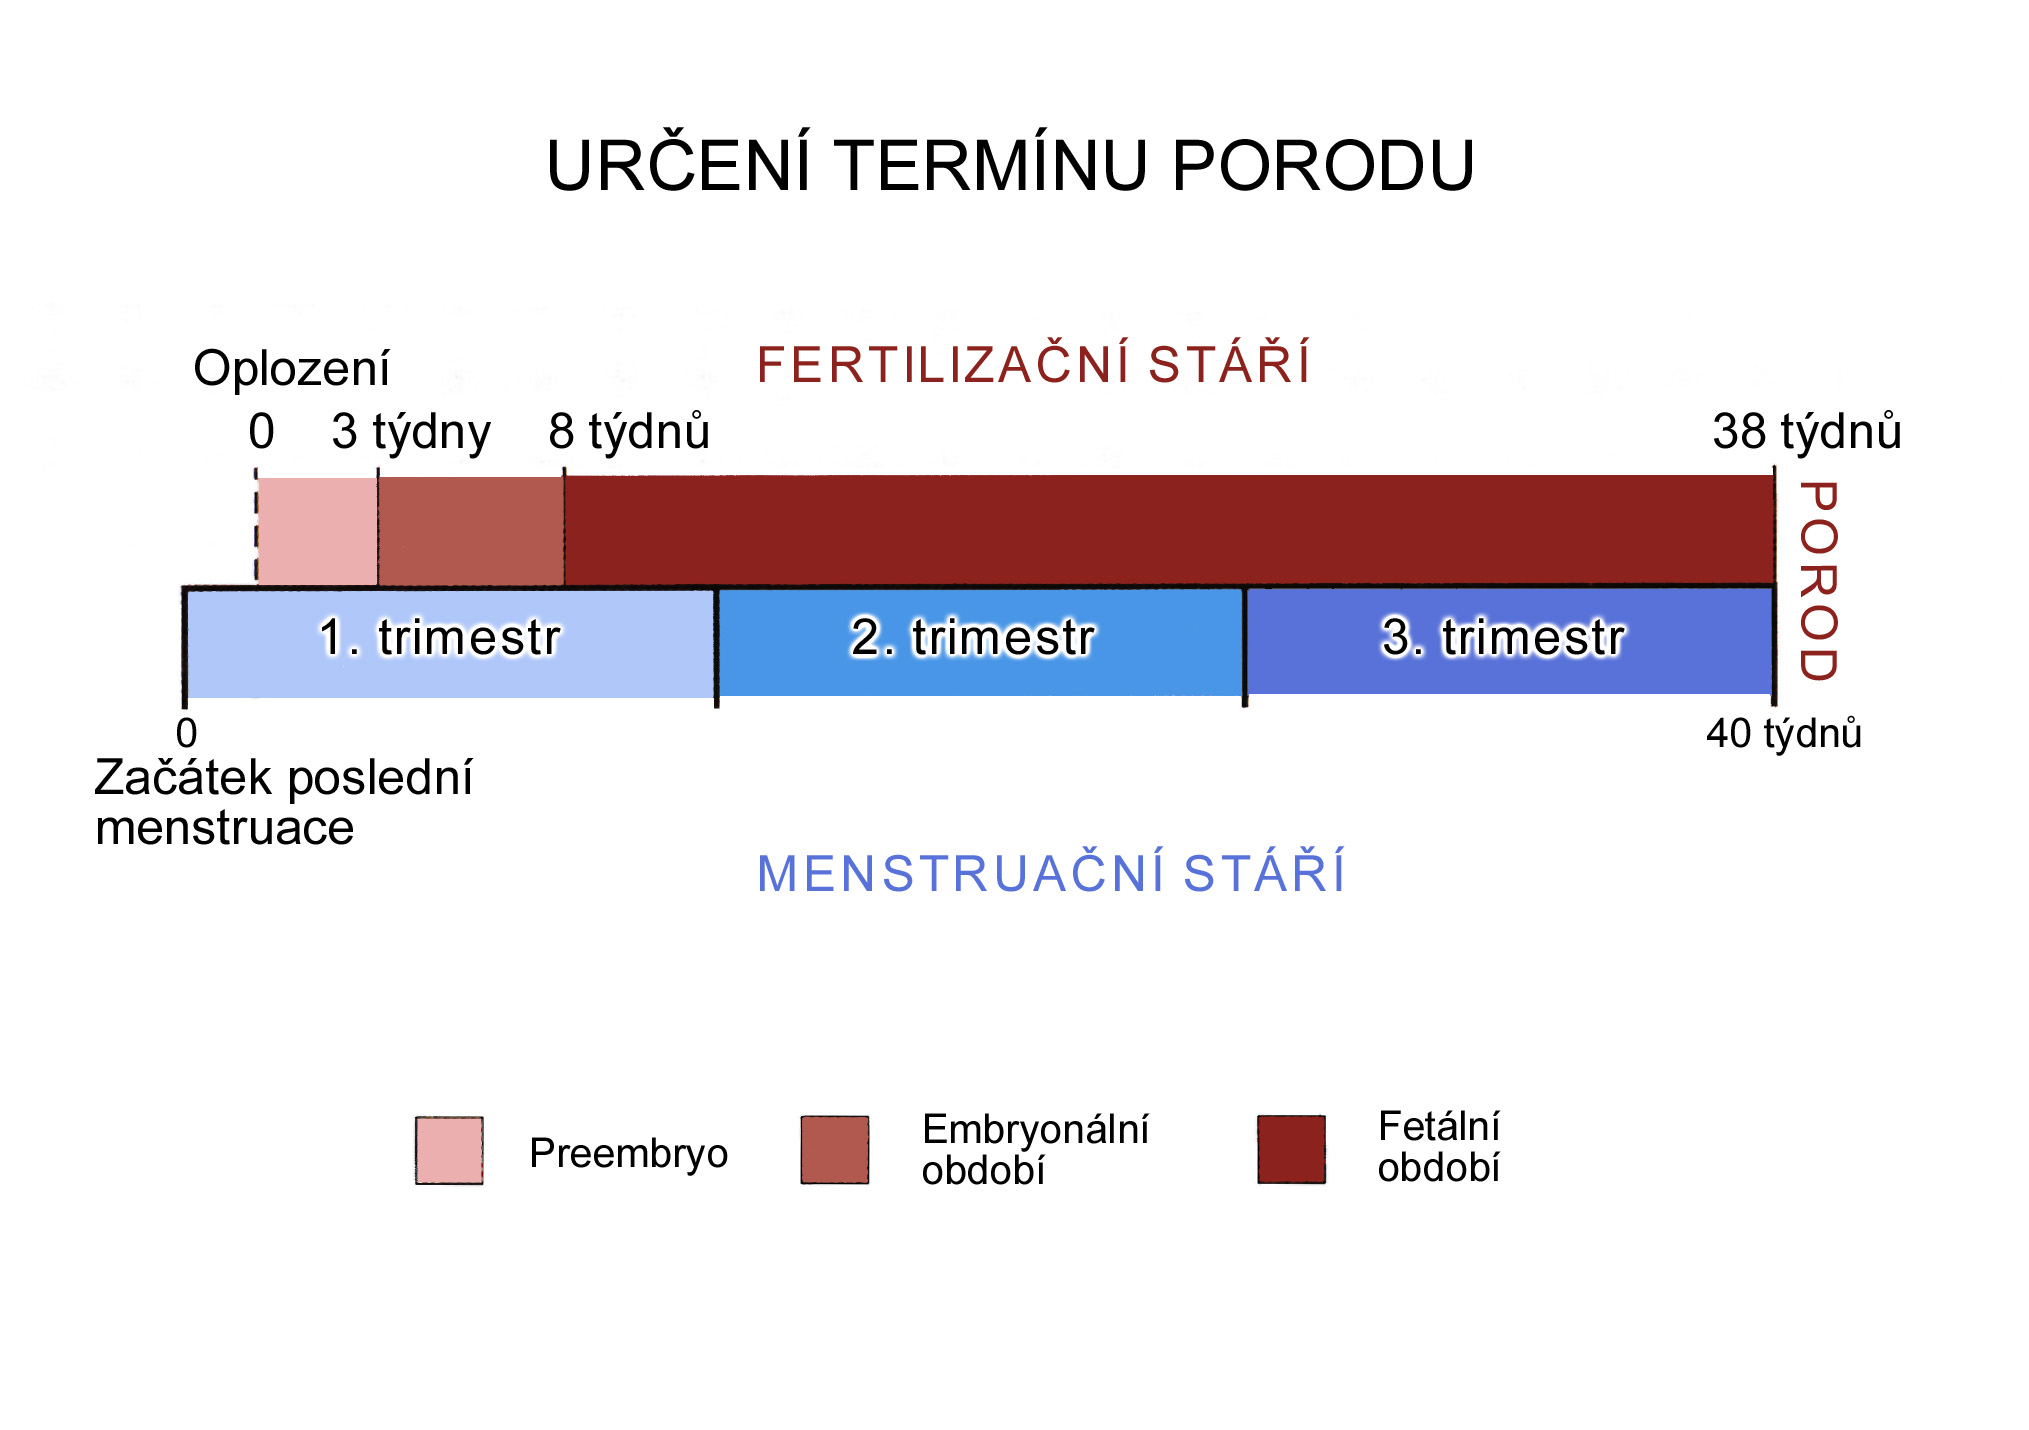 URČENÍ TERMÍNU PORODU
Oplození
FERTILIZAČNÍ STÁŘÍ
0 3 týdny 8 týdnů 38 týdnů
POROD
1. trimestr 2. trimestr 3. trimestr
0 40 týdnů
Začátek poslední
menstruace
MENSTRUAČNÍ STÁŘÍ
Preembryo
Embryonální
období
Fetální
období